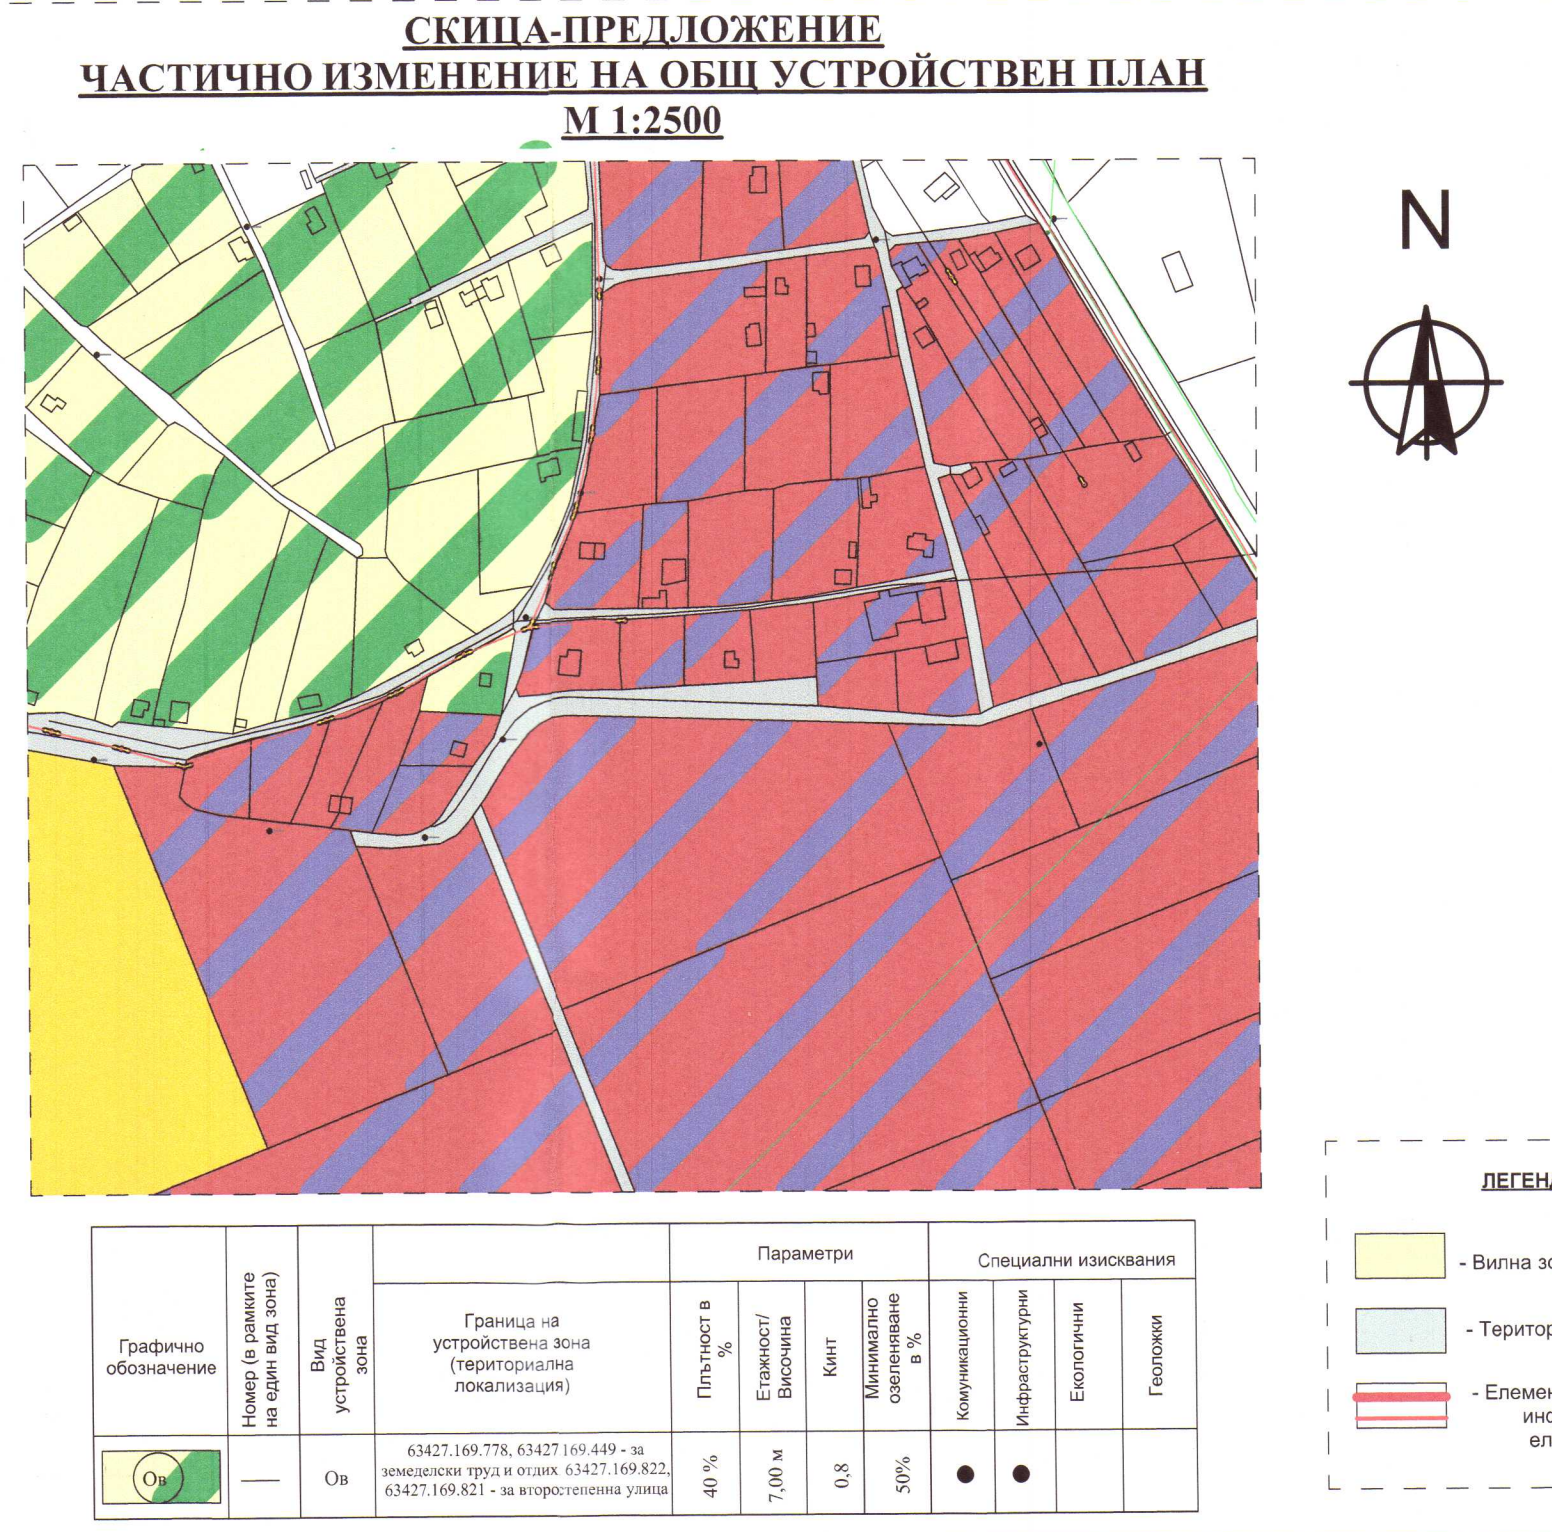 СКИЦА-ПРЕДЛОЖЕНИЕ
ЧАСТИЧНО ИЗМЕНЕНИЕ НА ОБЩ УСТРОЙСТВЕН ПЛАН
М 1:2500
N
ЛЕГЕН
- Вилна зо
- Територ
- Елемен
ин
ел
Графично
обозначение
Номер (в рамките
на един вид зона)
Вид
устройствена
зона
Граница на
устройствена зона
(териториална
локализация)
Параметри
Плътност в
%
Етажност/
Височина
Кинт
Минимално
озеленяване
в %
Специални изисквания
Комуникационни
Инфраструктурни
Екологични
Геоложки
Ов
Ов
63427.169.778, 63427.169.449 - за
земеделски труд и отдих 63427.169.822,
63427.169.821 - за второстепенна улица
40 %
7,00 м
0,8
50%